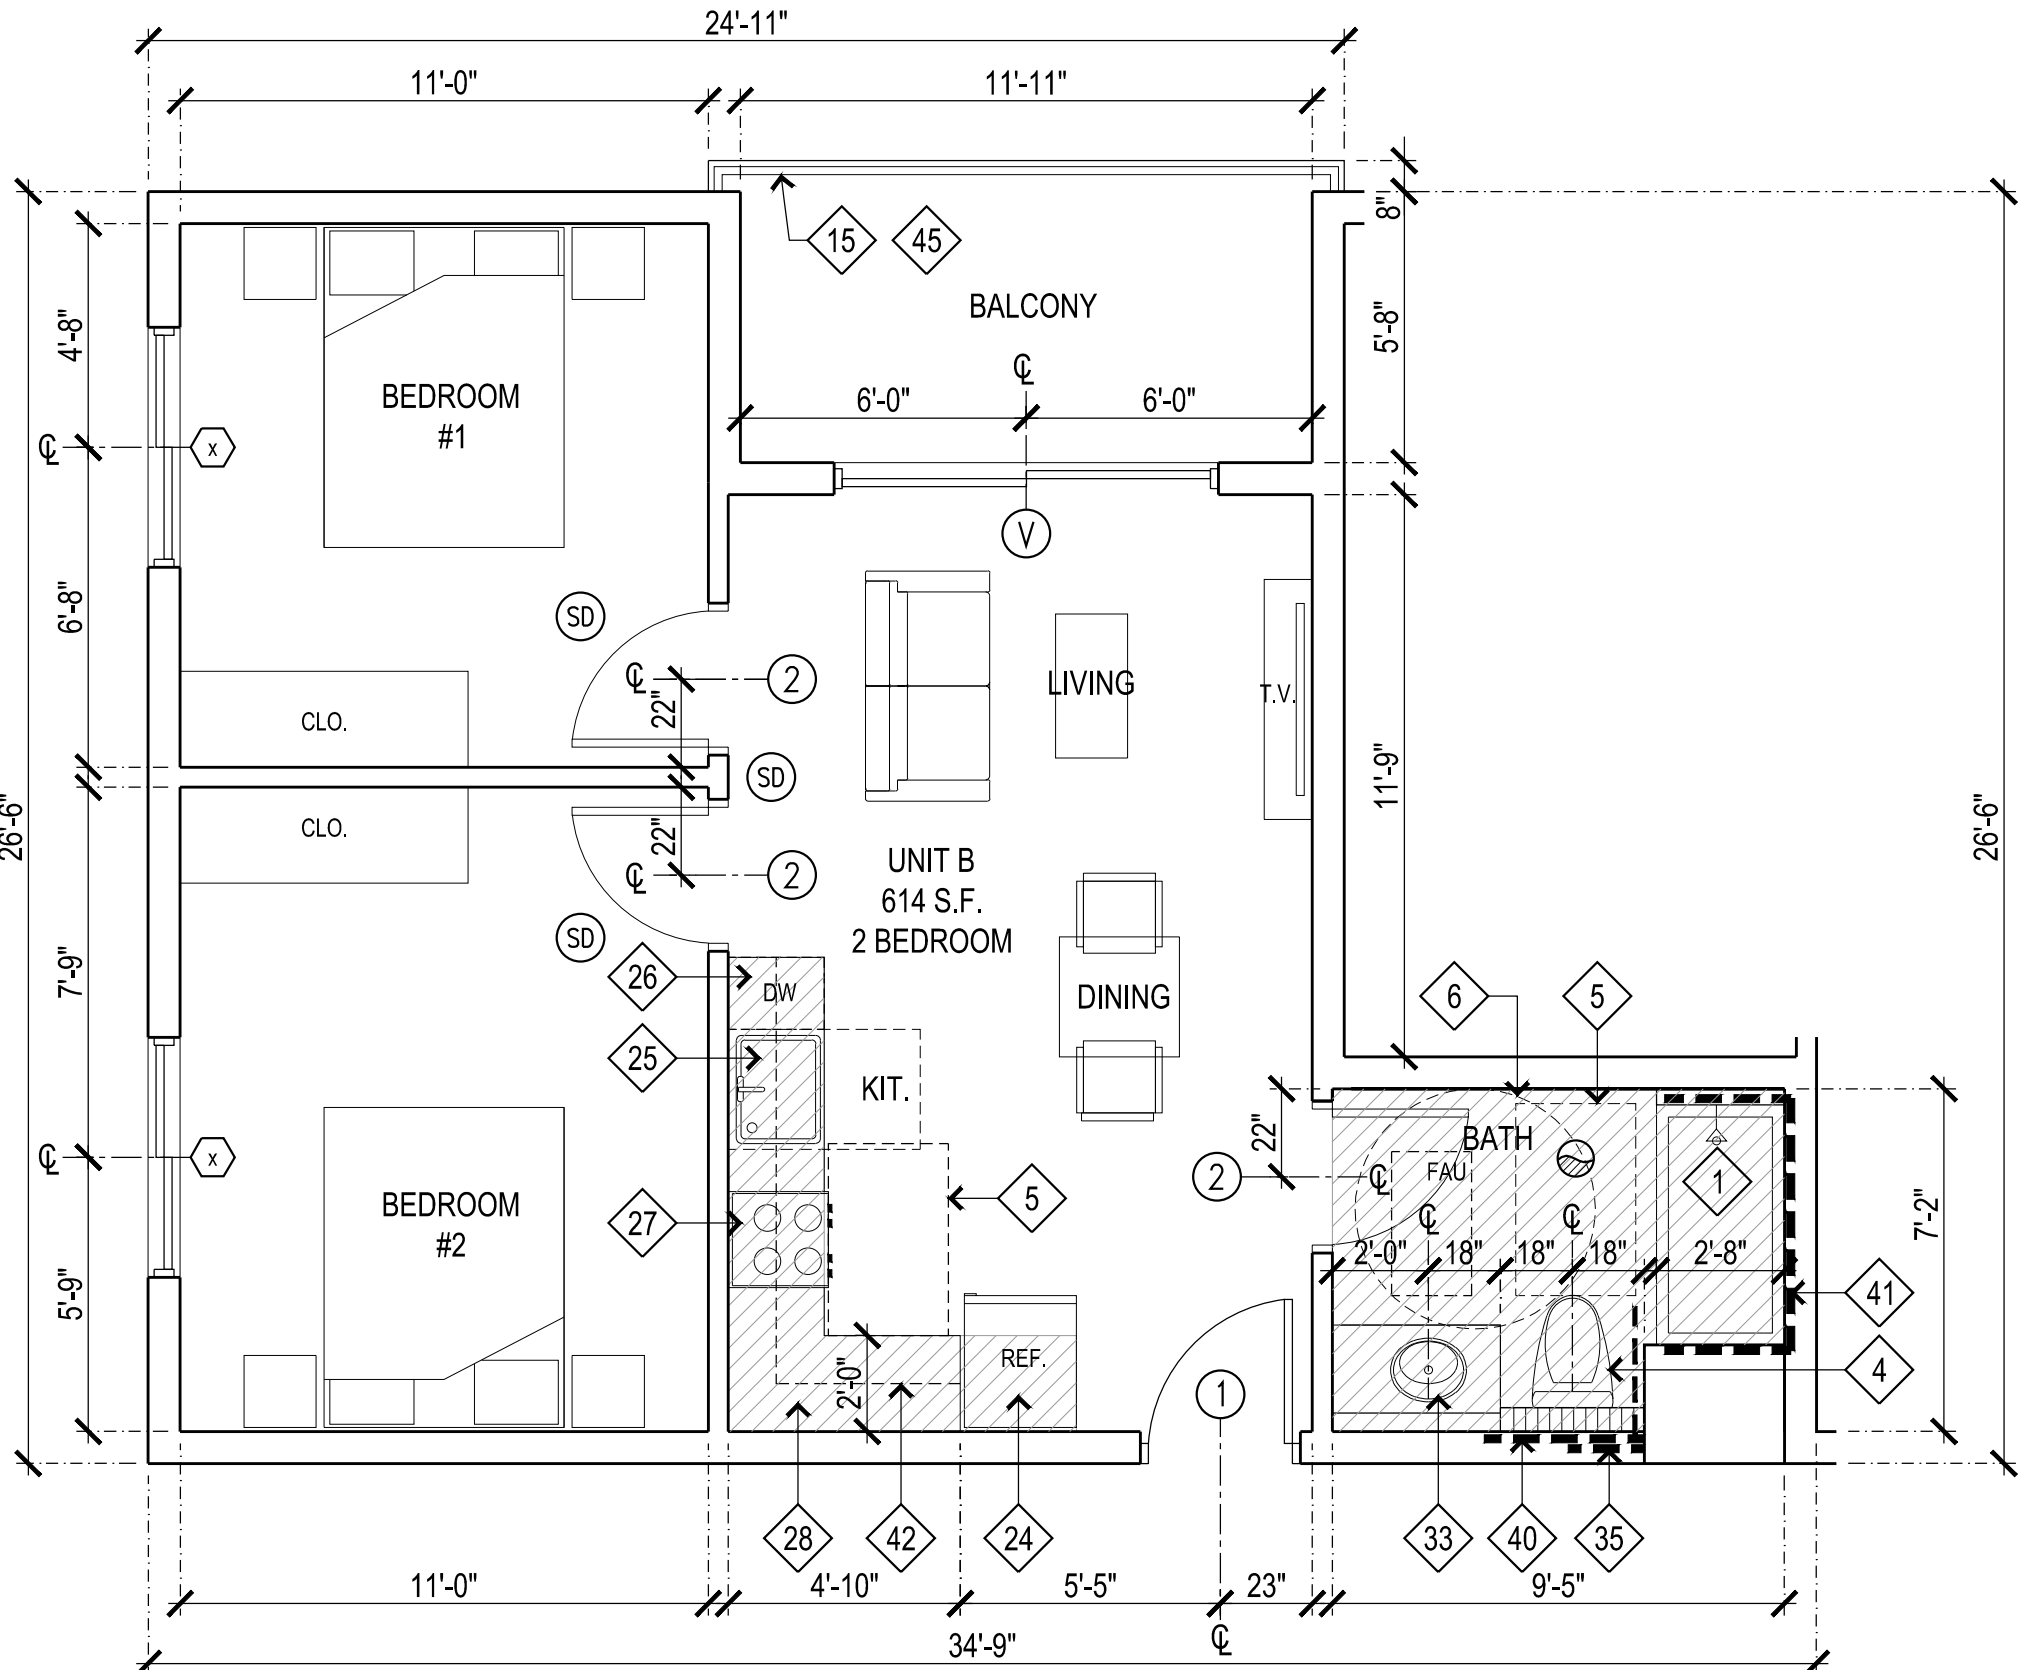 24'-11"
11'-0"
11'-11"
15
45
8"
BALCONY
4'-8"
5'-8"
BEDROOM
#1
℄
6'-0"
6'-0"
℄
x
V
6'-8"
SD
℄
2
22"
LIVING
T.V.
CLO.
SD
11'-9"
26'-6"
26'-6"
CLO.
22"
℄
2
UNIT B
614 S.F.
2 BEDROOM
SD
7'-9"
26
DW
DINING
6
5
25
KIT.
22"
BATH
℄
x
2
℄
FAU
1
5
BEDROOM
#2
27
℄
℄
7'-2"
2'-0"
18"
18"
18"
2'-8"
5'-9"
41
REF.
2'-0"
1
4
28
42
24
33
40
35
11'-0"
4'-10"
5'-5"
23"
9'-5"
℄
34'-9"